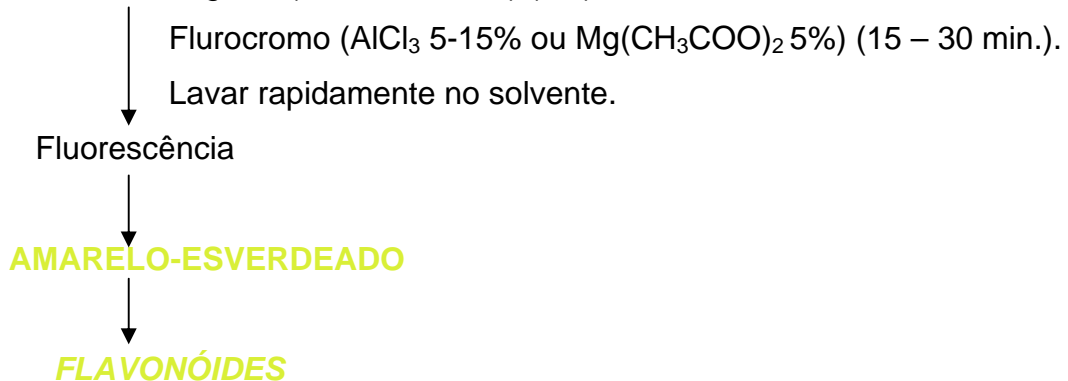 Flurocromo (AlCl₃ 5-15% ou Mg(CH₃COO)₂ 5%) (15 – 30 min.).
Lavar rapidamente no solvente.
Fluorescência
AMARELO-ESVERDEADO
FLAVONÓIDES